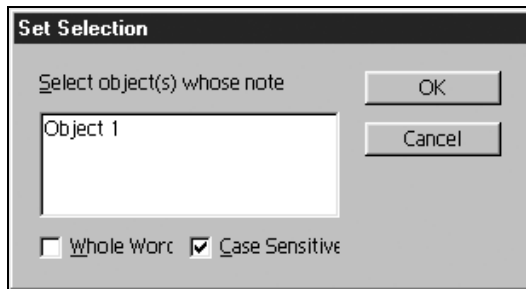 Set Selection
Select object(s) whose note
OK
Object 1
Cancel
Whole Worc
Case Sensitive